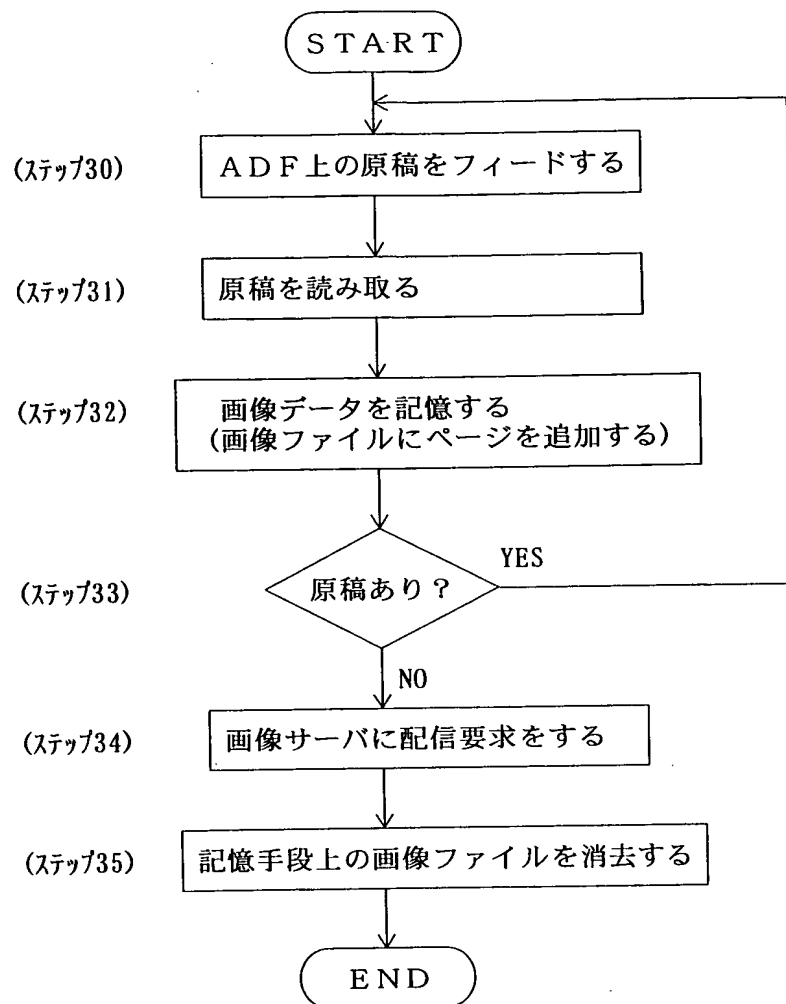 START
(ｽﾃｯﾌﾟ30)
ＡＤＦ上の原稿をフィードする
(ｽﾃｯﾌﾟ31)
原稿を読み取る
(ｽﾃｯﾌﾟ32)
画像データを記憶する
(画像ファイルにページを追加する)
(ｽﾃｯﾌﾟ33)
原稿あり？
YES
NO
(ｽﾃｯﾌﾟ34)
画像サーバに配信要求をする
(ｽﾃｯﾌﾟ35)
記憶手段上の画像ファイルを消去する
END